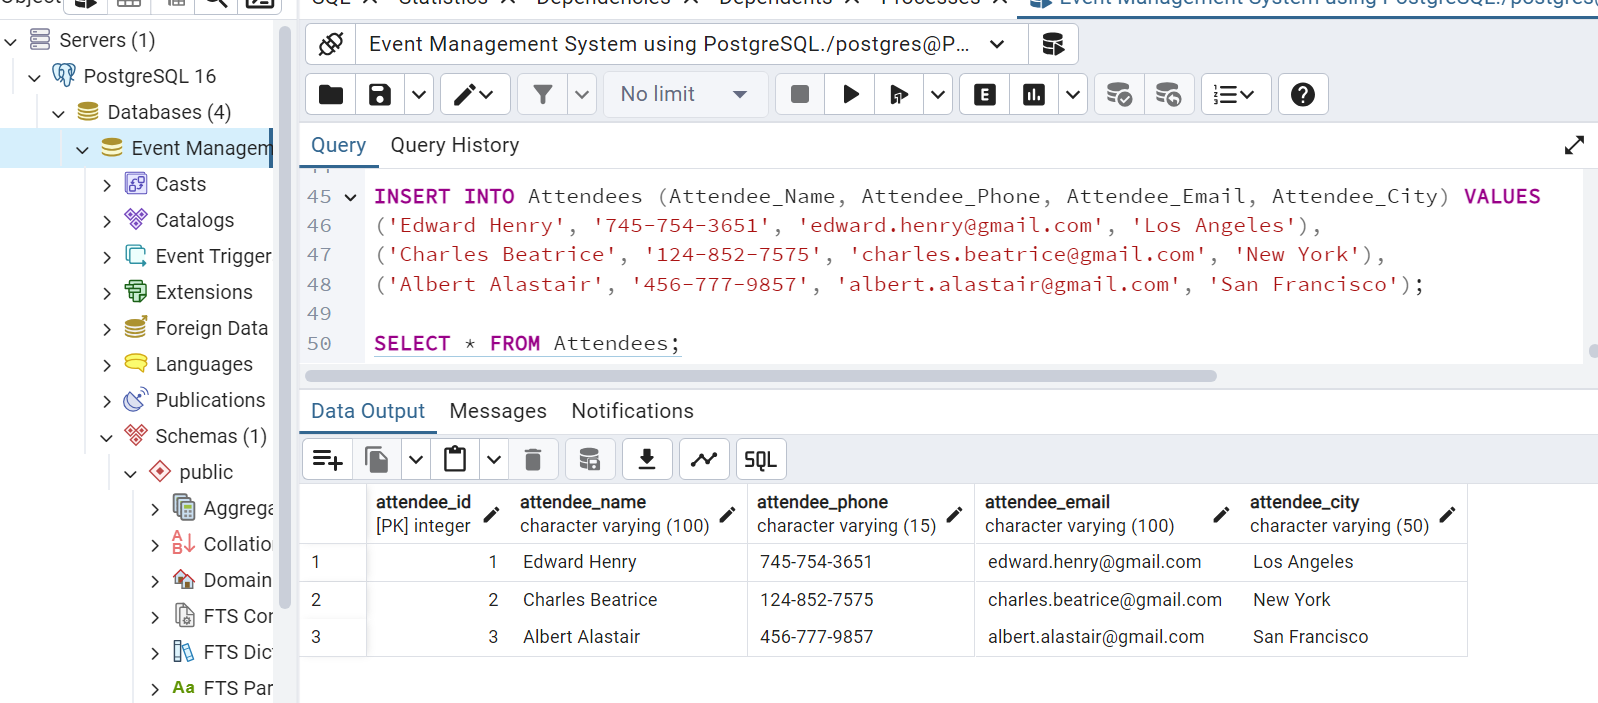 Servers (1)
PostgreSQL 16
Databases (4)
Event Managem
Casts
Catalogs
Event Trigger
Extensions
Foreign Data
Languages
Publications
Schemas (1)
public
Aggrega
Collatio
Domain
FTS Cor
FTS Dic
FTS Par
Event Management System using PostgreSQL./postgres@P...
No limit
Query Query History
45 INSERT INTO Attendees (Attendee_Name, Attendee_Phone, Attendee_Email, Attendee_City) VALUES
46 ('Edward Henry', '745-754-3651', 'edward.henry@gmail.com', 'Los Angeles'),
47 ('Charles Beatrice', '124-852-7575', 'charles.beatrice@gmail.com', 'New York'),
48 ('Albert Alastair', '456-777-9857', 'albert.alastair@gmail.com', 'San Francisco');
49
50 SELECT * FROM Attendees;
Data Output Messages Notifications
SQL
attendee_id attendee_name attendee_phone attendee_email attendee_city
[PK] integer character varying (100) character varying (15) character varying (100) character varying (50)
1 1 Edward Henry 745-754-3651 edward.henry@gmail.com Los Angeles
2 2 Charles Beatrice 124-852-7575 charles.beatrice@gmail.com New York
3 3 Albert Alastair 456-777-9857 albert.alastair@gmail.com San Francisco